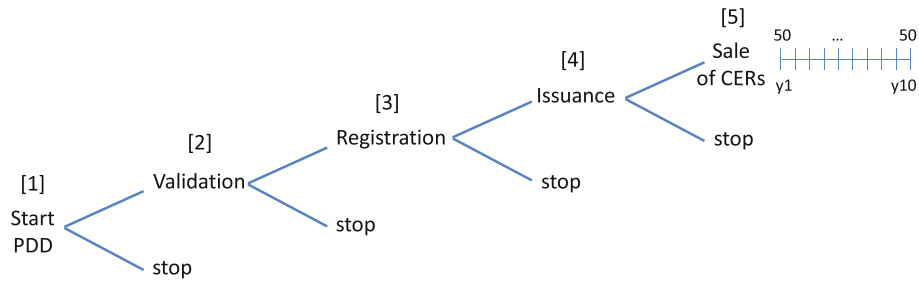 [5]
50 ... 50
Sale
of CERs
y1 y10
[4]
Issuance
stop
[3]
Registration
stop
[2]
Validation
stop
[1]
Start
PDD
stop